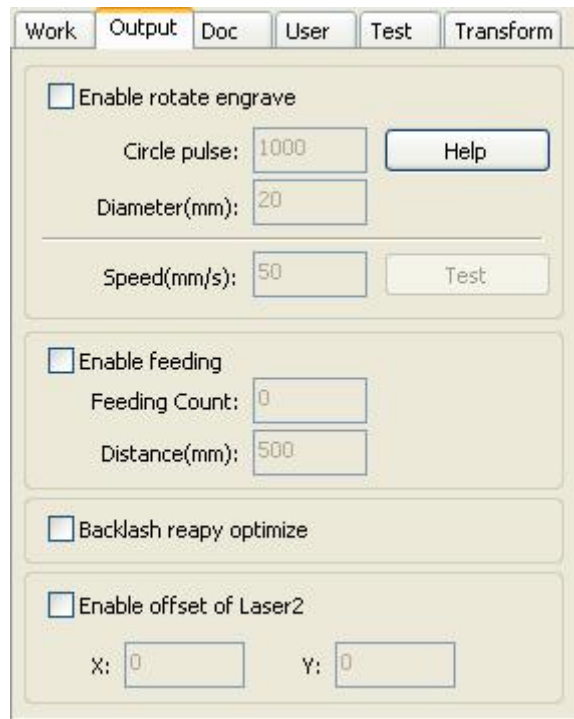 Work Output Doc User Test Transform
Enable rotate engrave
Circle pulse: 1000 Help
Diameter(mm): 20
Speed(mm/s): 50 Test
Enable feeding
Feeding Count: 0
Distance(mm): 500
Backlash reapy optimize
Enable offset of Laser2
X: 0 Y: 0